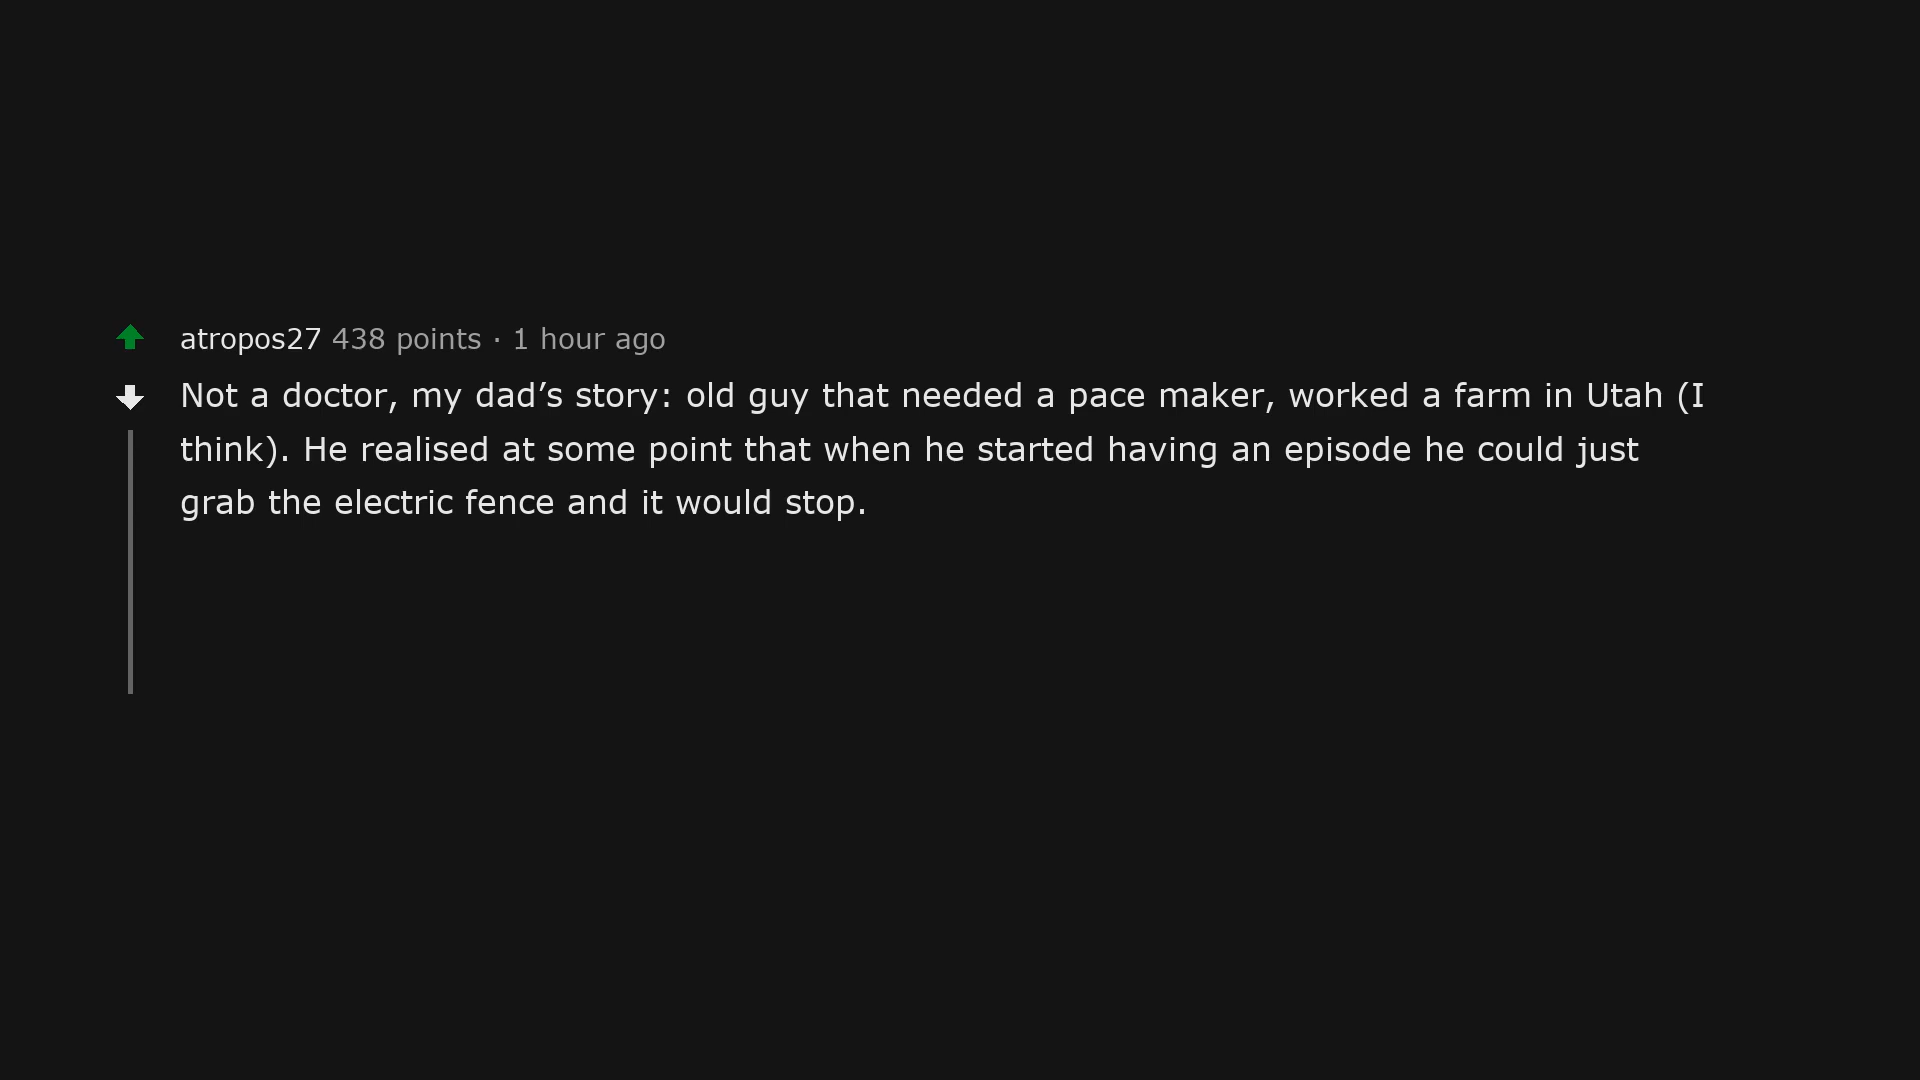 atropos27 438 points · 1 hour ago
Not a doctor, my dad’s story: old guy that needed a pace maker, worked a farm in Utah (I
think). He realised at some point that when he started having an episode he could just
grab the electric fence and it would stop.